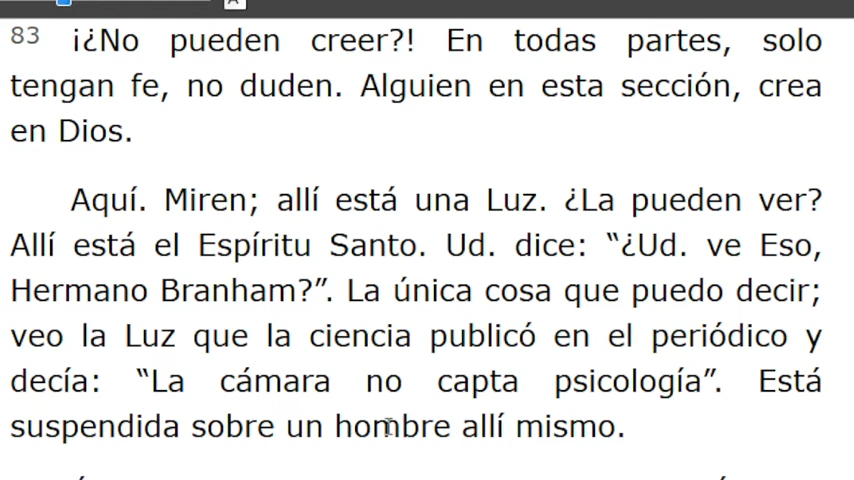 83 ¡¿No pueden creer?! En todas partes, solo
tengan fe, no duden. Alguien en esta sección, crea
en Dios.
Aquí. Miren; allí está una Luz. ¿La pueden ver?
Allí está el Espíritu Santo. Ud. dice: “¿Ud. ve Eso,
Hermano Branham?”. La única cosa que puedo decir;
veo la Luz que la ciencia publicó en el periódico y
decía: “La cámara no capta psicología”. Está
suspendida sobre un hombre allí mismo.